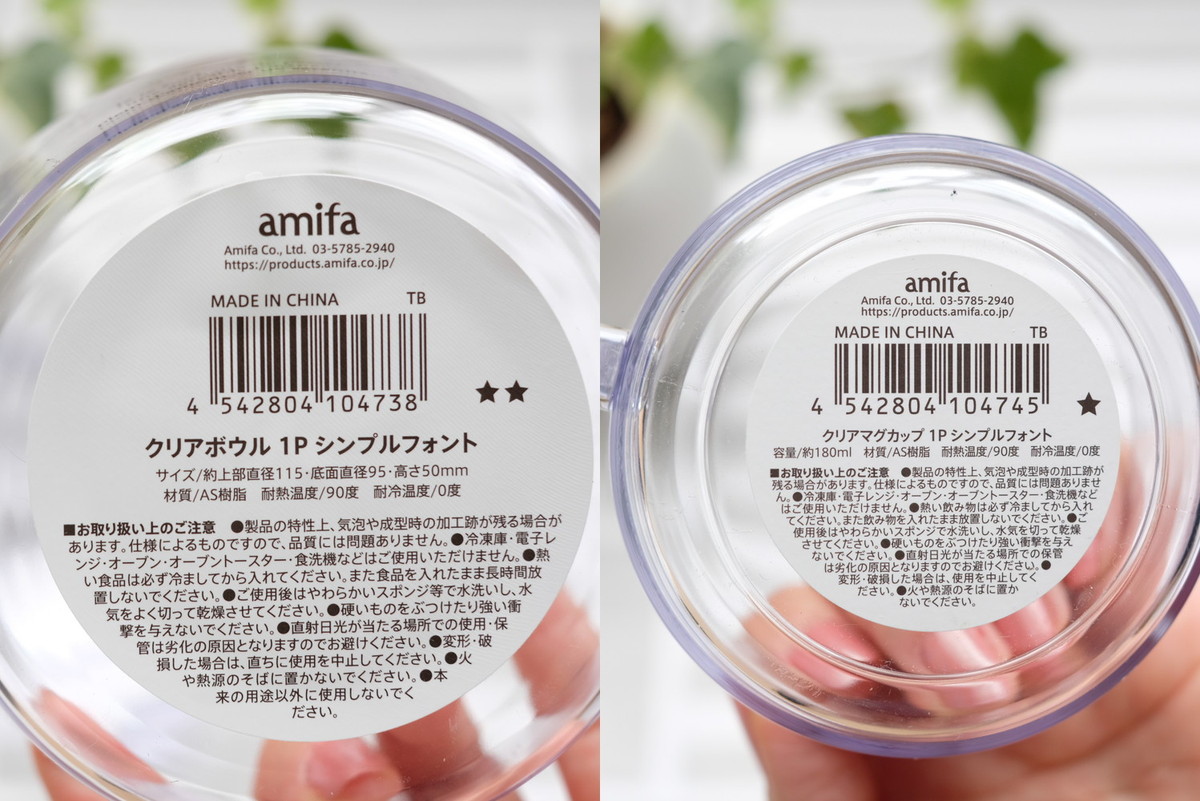 amifa
Amifa Co., Ltd. 03-5785-2940
https://products.amifa.co.jp/
MADE IN CHINA TB
4 542804 104738
★★
クリアボウル 1P シンプルフォント
サイズ/約上部直径115・底面直径95・高さ50mm
材質/AS樹脂 耐熱温度/90度 耐冷温度/0度
■お取り扱い上のご注意 ●製品の特性上、気泡や成型時の加工跡が残る場合が
あります。仕様によるものですので、品質には問題ありません。●冷凍庫・電子レ
ンジ・オーブン・オーブントースター・食洗機などはご使用いただけません。●熱
い食品は必ず冷ましてから入れてください。また食品を入れたまま長時間放
置しないでください。●ご使用後はやわらかいスポンジ等で水洗いし、水
気をよく切って乾燥させてください。●硬いものをぶつけたり強い衝
撃を与えないでください。●直射日光が当たる場所での使用・保
管は劣化の原因となりますのでお避けください。●変形・破
損した場合は、直ちに使用を中止してください。●火
や熱源のそばに置かないでください。●本
来の用途以外に使用しないでく
ださい。
amifa
Amifa Co., Ltd. 03-5785-2940
https://products.amifa.co.jp/
MADE IN CHINA TB
4 542804 104745
★
クリアマグカップ 1P シンプルフォント
容量/約180ml 材質/AS樹脂 耐熱温度/90度 耐冷温度/0度
■お取り扱い上のご注意 ●製品の特性上、気泡や成型時の加工跡が
残る場合があります。仕様によるものですので、品質には問題ありませ
ん。●冷凍庫・電子レンジ・オーブン・オーブントースター・食洗機など
はご使用いただけません。●熱い飲み物は必ず冷ましてから入れ
てください。また飲み物を入れたまま放置しないでください。●ご
使用後はやわらかいスポンジで水洗いし、水気を切って乾燥
させてください。●硬いものをぶつけたり強い衝撃を与え
ないでください。●直射日光が当たる場所での保管
は劣化の原因となりますのでお避けください。●
変形・破損した場合は、使用を中止してく
ださい。●火や熱源のそばに置か
ないでください。